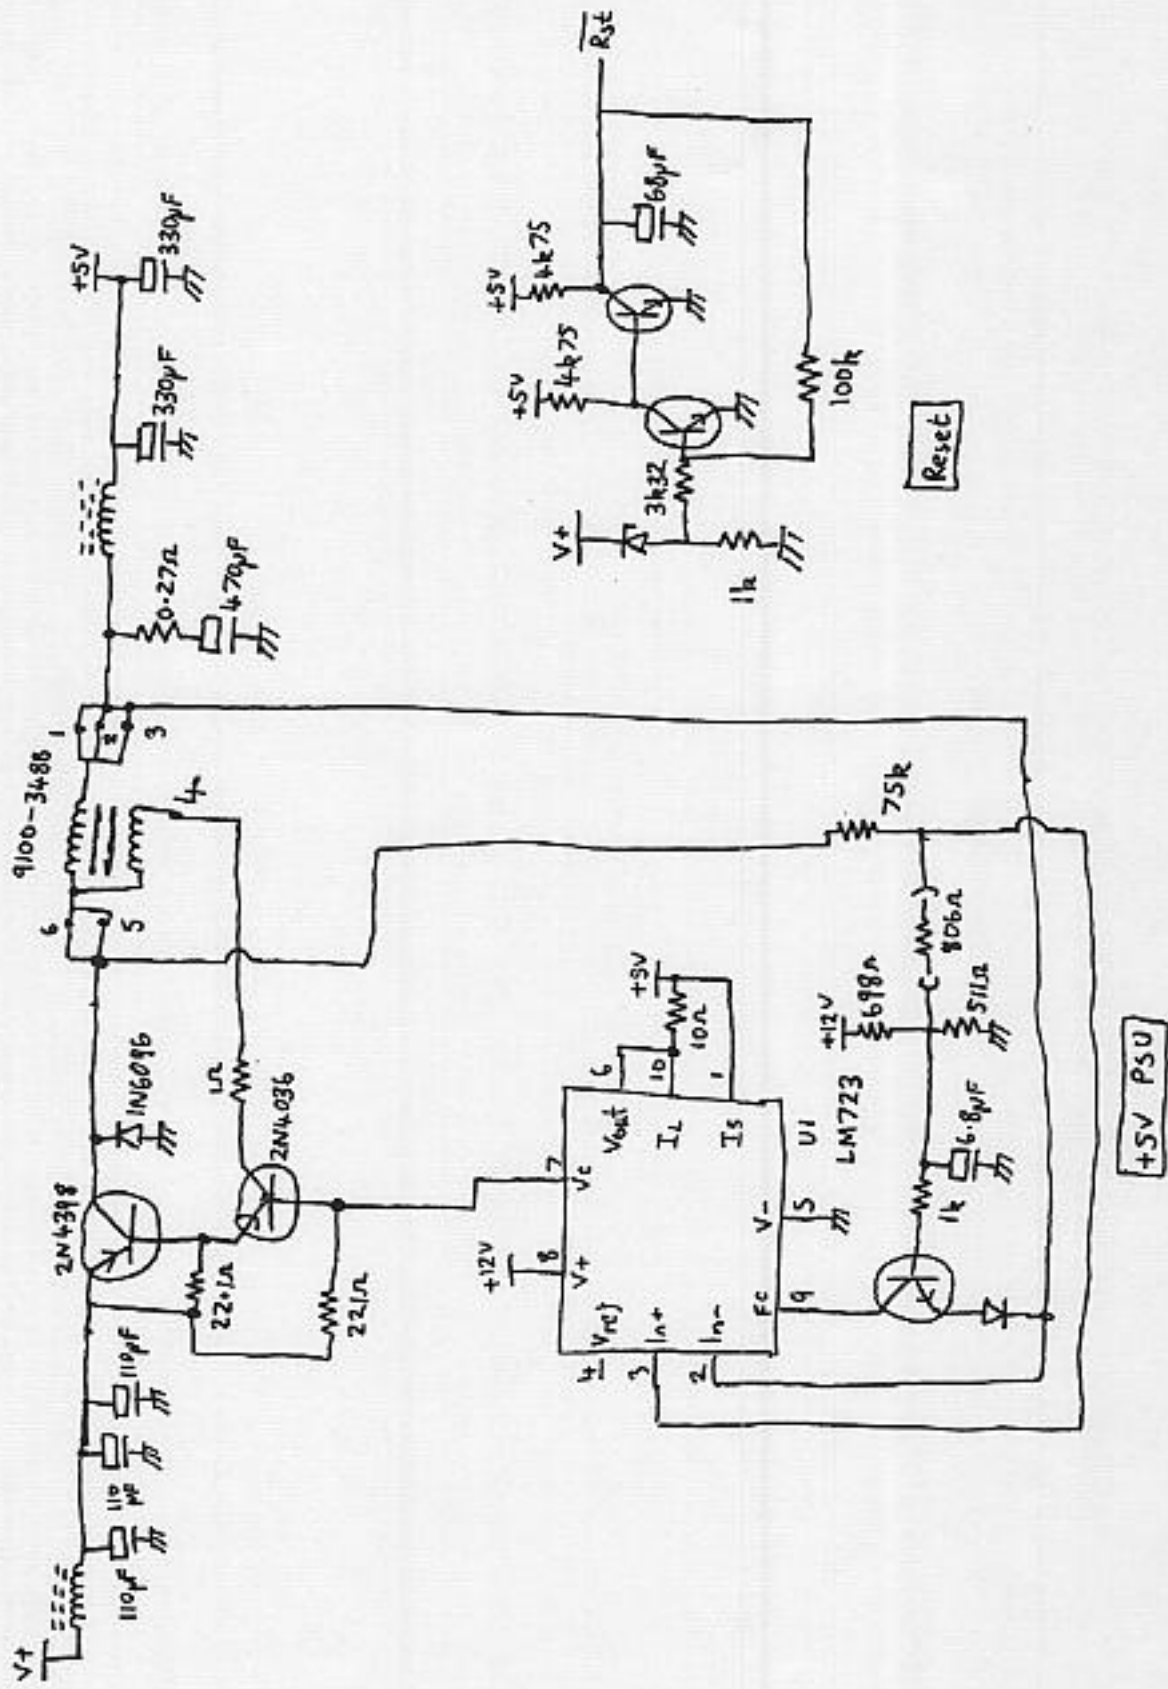 V+
110µF
110
µF
110µF
2N4398
22·1Ω
221Ω
2N4036
1Ω
1N6096
6
5
9100-3486
4
1
2
3
0·27Ω
470µF
330µF
+5V
330µF
+12V
8
V+
7
Vc
4
Vref
3
In+
2
In-
Vout
6
IL
10
Is
1
10Ω
+5V
FC
9
V-
5
U1
LM723
1k
6.8µF
+12V
698Ω
511Ω
806Ω
75k
+5V PSU
V+
1k
3k32
+5V
4k75
+5V
4k75
68µF
100k
Rst
Reset